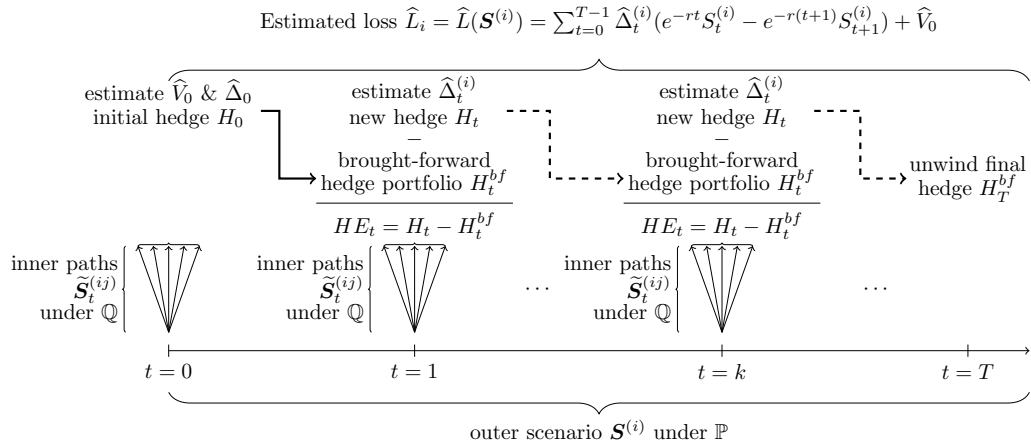 Estimated loss $\widehat{L}_i = \widehat{L}(\boldsymbol{S}^{(i)}) = \sum_{t=0}^{T-1} \widehat{\Delta}_t^{(i)} (e^{-rt} S_t^{(i)} - e^{-r(t+1)} S_{t+1}^{(i)}) + \widehat{V}_0$
estimate $\widehat{V}_0$ & $\widehat{\Delta}_0$
initial hedge $H_0$
estimate $\widehat{\Delta}_t^{(i)}$
new hedge $H_t$
−
brought-forward
hedge portfolio $H_t^{bf}$
$HE_t = H_t - H_t^{bf}$
estimate $\widehat{\Delta}_t^{(i)}$
new hedge $H_t$
−
brought-forward
hedge portfolio $H_t^{bf}$
$HE_t = H_t - H_t^{bf}$
unwind final
hedge $H_T^{bf}$
inner paths
$\widetilde{\boldsymbol{S}}_t^{(ij)}$
under $\mathbb{Q}$
inner paths
$\widetilde{\boldsymbol{S}}_t^{(ij)}$
under $\mathbb{Q}$
...
inner paths
$\widetilde{\boldsymbol{S}}_t^{(ij)}$
under $\mathbb{Q}$
...
$t = 0$
$t = 1$
$t = k$
$t = T$
outer scenario $\boldsymbol{S}^{(i)}$ under $\mathbb{P}$